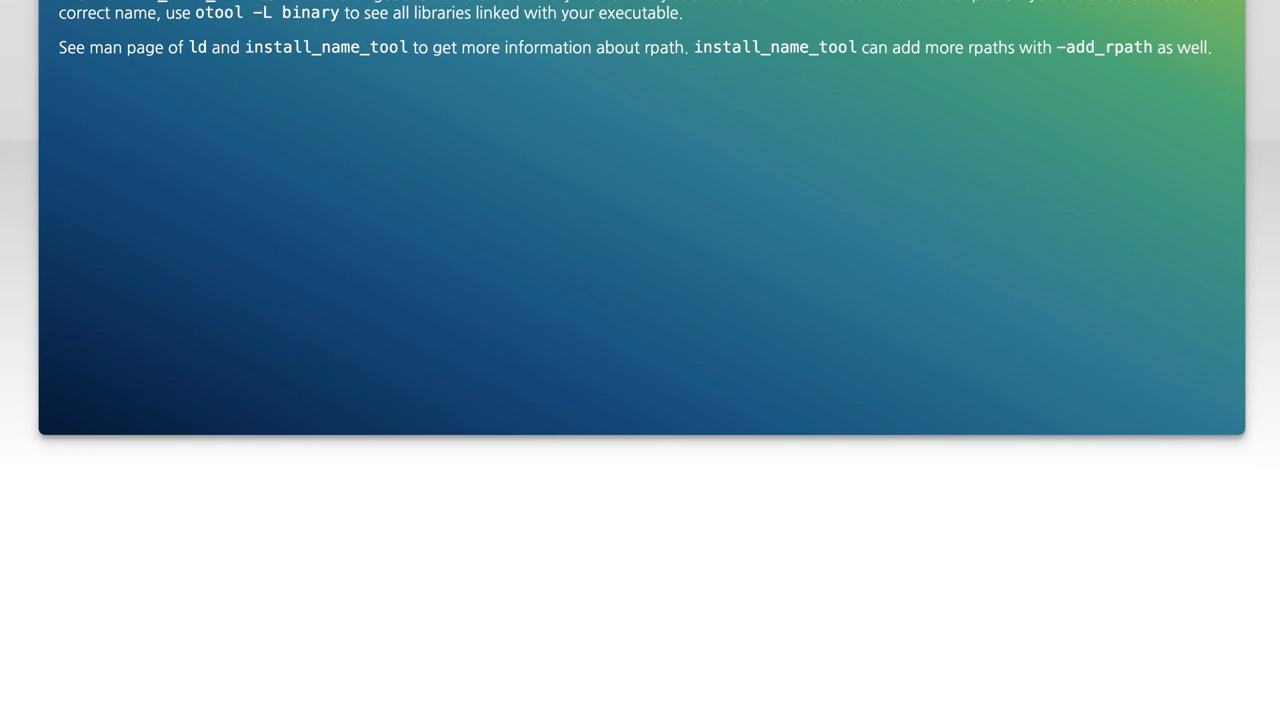 correct name, use otool -L binary to see all libraries linked with your executable.
See man page of ld and install_name_tool to get more information about rpath. install_name_tool can add more rpaths with -add_rpath as well.